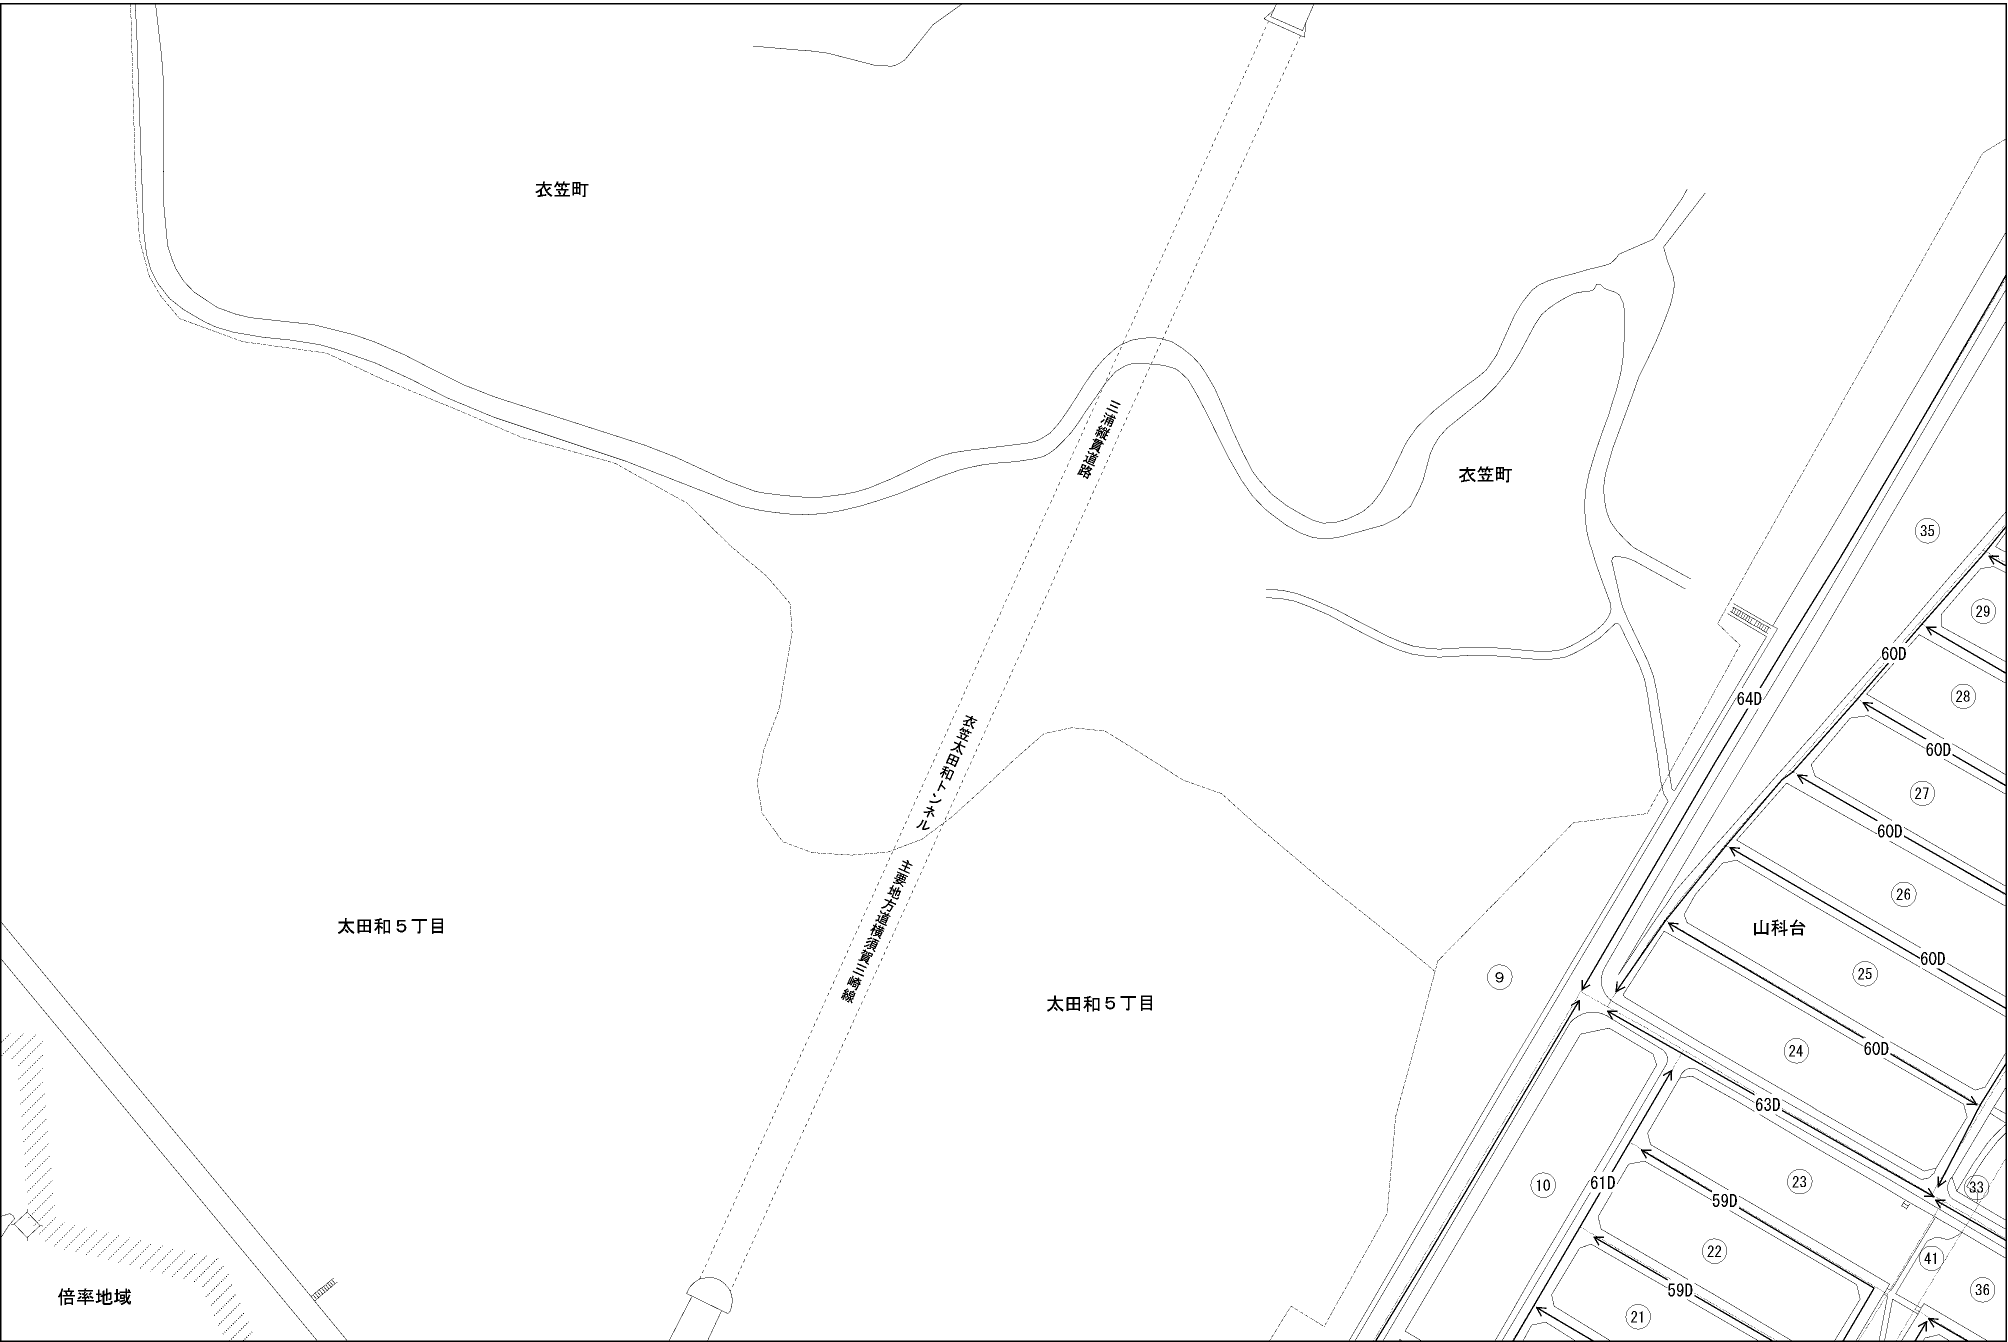 衣笠町
三浦縦貫道路
衣笠町
35
29
60D
28
64D
60D
衣笠太田和トンネル
27
60D
主要地方道横須賀三崎線
26
太田和5丁目
山科台
60D
25
9
太田和5丁目
60D
24
63D
10
61D
23
33
59D
22
41
36
59D
倍率地域
21